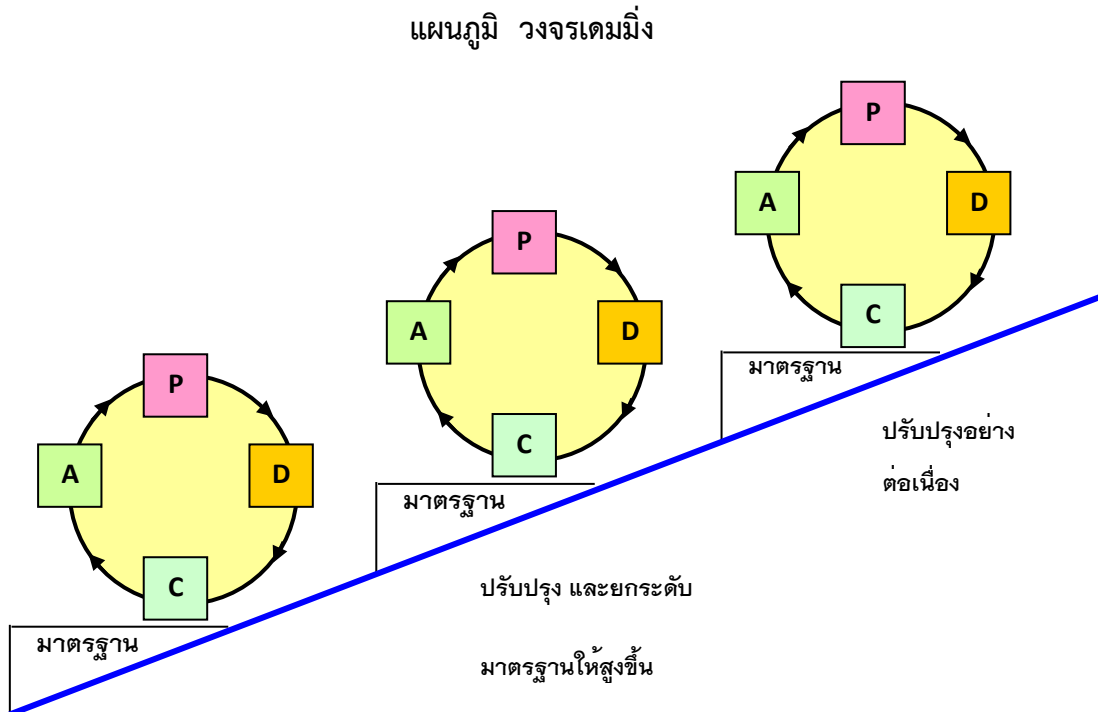 แผนภูมิ วงจรเดมมิ่ง
P
A
D
C
มาตรฐาน
P
A
D
C
มาตรฐาน
ปรับปรุง และยกระดับ
มาตรฐานให้สูงขึ้น
P
A
D
C
มาตรฐาน
ปรับปรุงอย่าง
ต่อเนื่อง